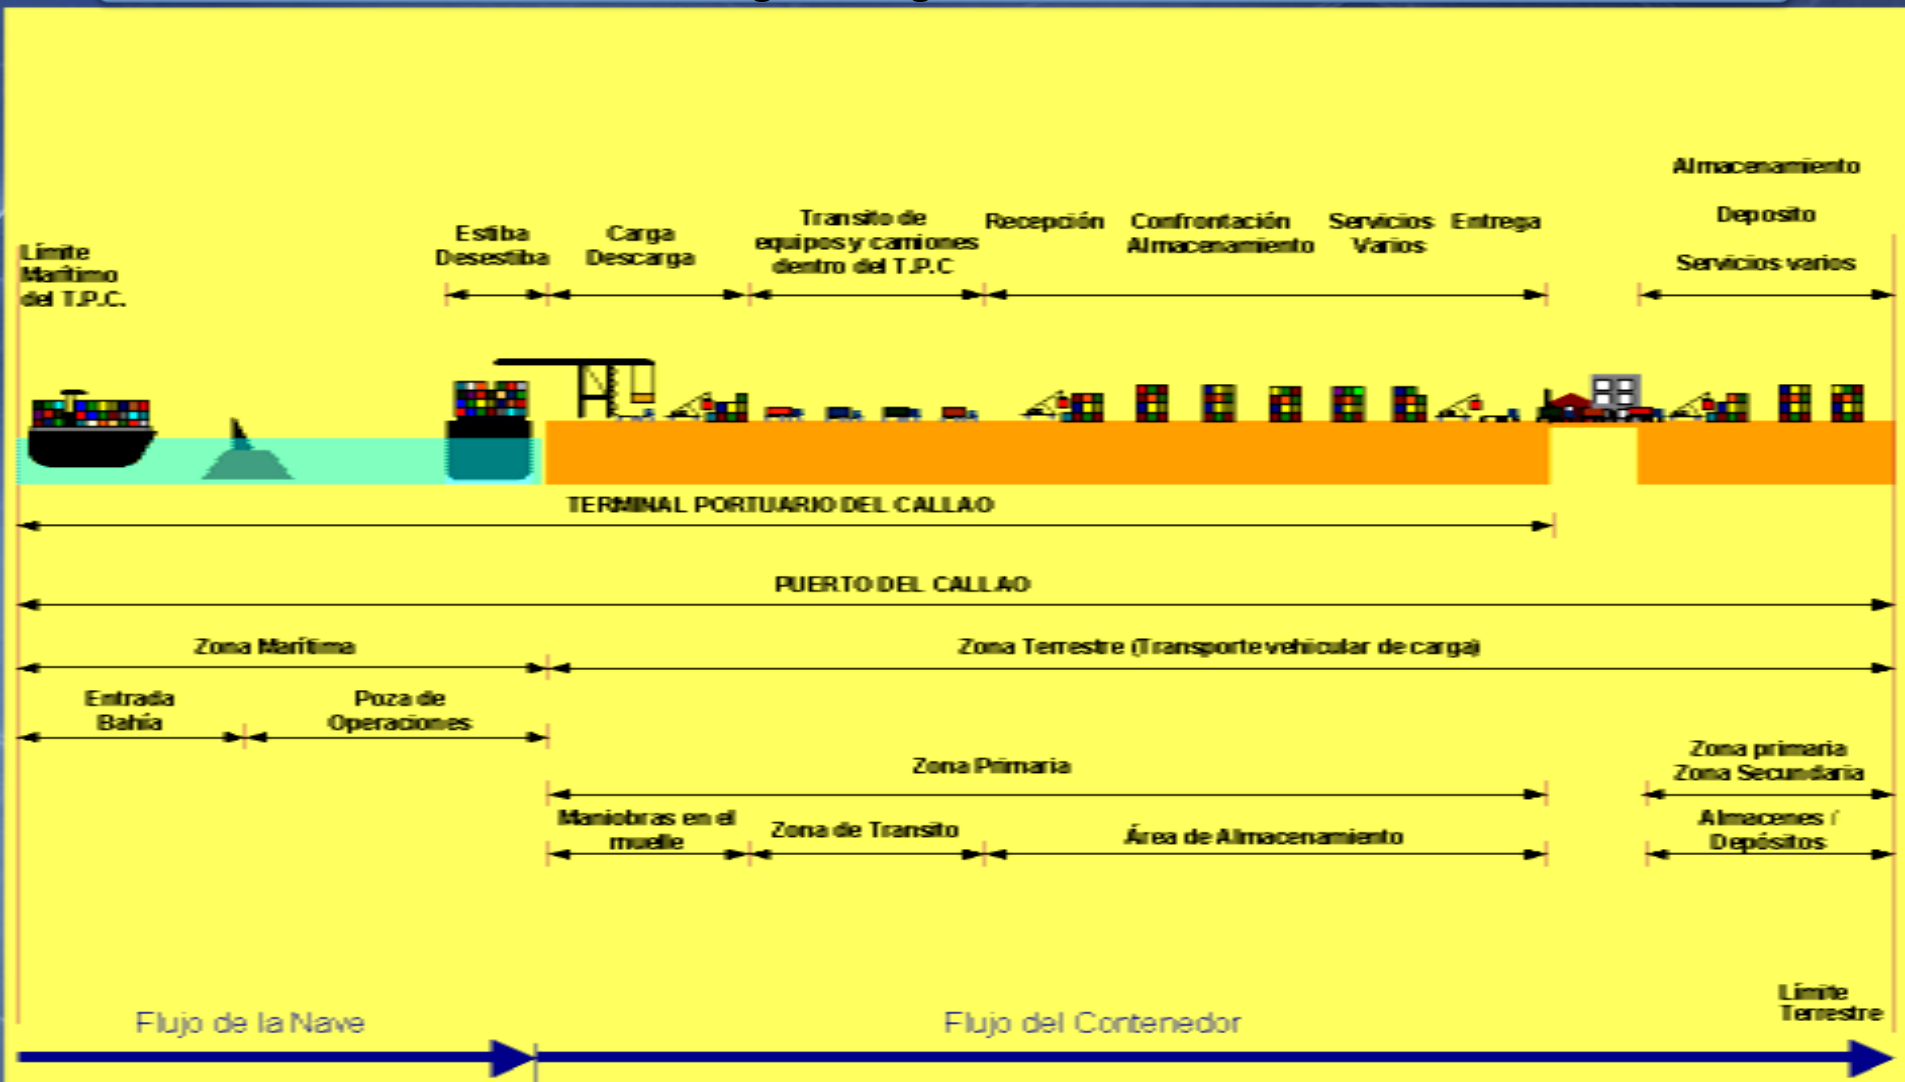 Almacenamiento
Deposito
Servicios varios
Límite
Marítimo
del T.P.C.
Estiba
Desestiba
Carga
Descarga
Transito de
equipos y camiones
dentro del T.P.C
Recepción
Confrontación
Almacenamiento
Servicios
Varios
Entrega
TERMINAL PORTUARIO DEL CALLAO
PUERTO DEL CALLAO
Zona Marítima
Zona Terrestre (Transporte vehicular de carga)
Entrada
Bahía
Poza de
Operaciones
Zona Primaria
Zona primaria
Zona Secundaria
Maniobras en el
muelle
Zona de Transito
Área de Almacenamiento
Almacenes /
Depósitos
Límite
Terrestre
Flujo de la Nave
Flujo del Contenedor